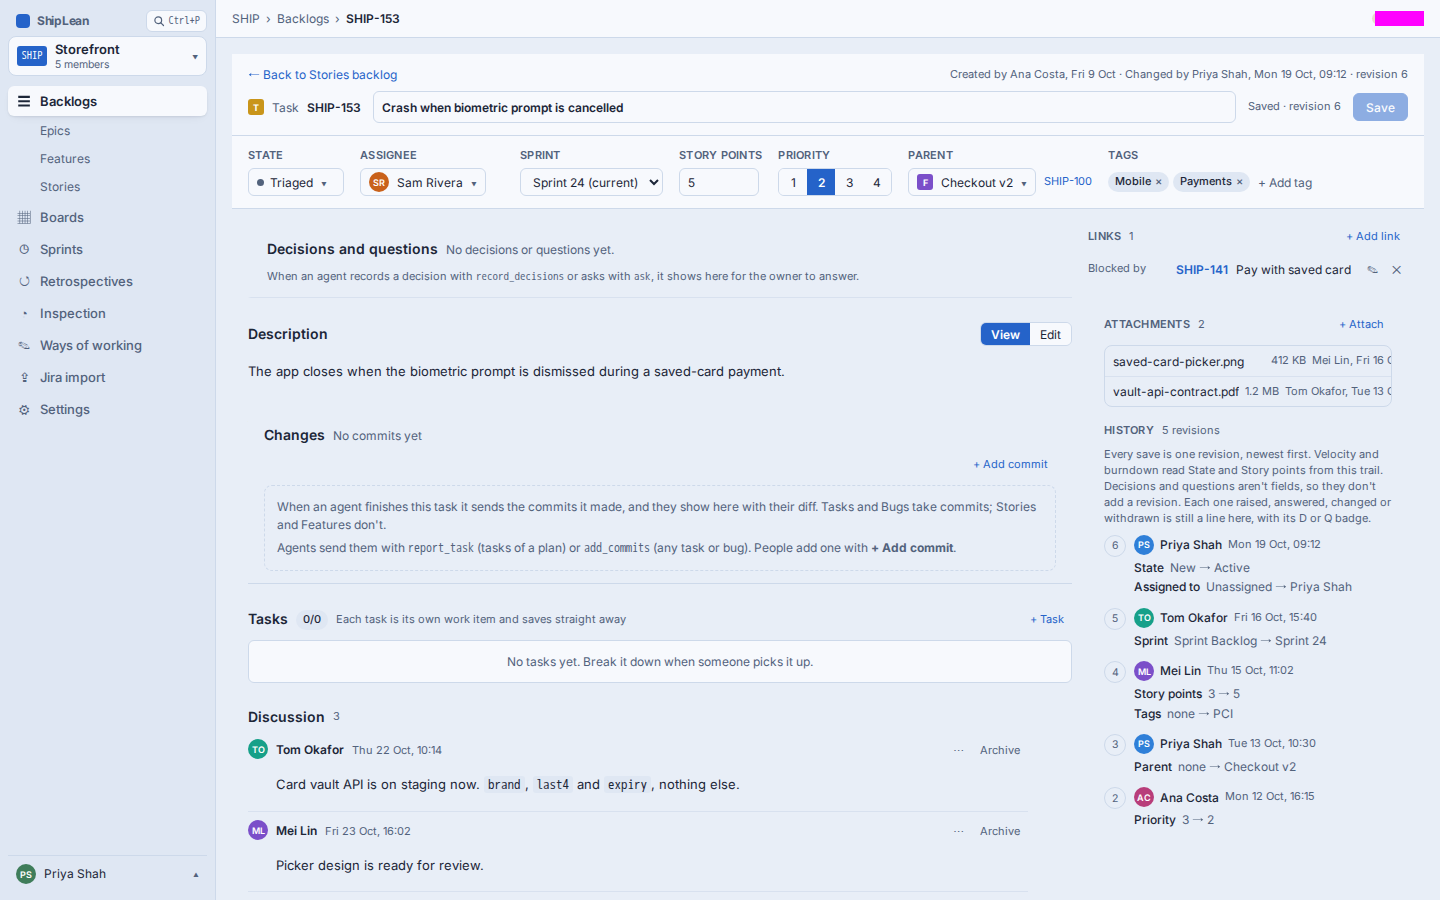 ShipLean
Ctrl+P
SHIP
Storefront
5 members
Backlogs
Epics
Features
Stories
Boards
Sprints
Retrospectives
Inspection
Ways of working
Jira import
Settings
PS Priya Shah
SHIP › Backlogs › SHIP-153
← Back to Stories backlog
Created by Ana Costa, Fri 9 Oct · Changed by Priya Shah, Mon 19 Oct, 09:12 · revision 6
T Task SHIP-153 Crash when biometric prompt is cancelled Saved · revision 6 Save
STATE ASSIGNEE SPRINT STORY POINTS PRIORITY PARENT TAGS
Triaged SR Sam Rivera Sprint 24 (current) 5 1 2 3 4 F Checkout v2 SHIP-100 Mobile × Payments × + Add tag
Decisions and questions No decisions or questions yet.
When an agent records a decision with record_decisions or asks with ask, it shows here for the owner to answer.
Description View Edit
The app closes when the biometric prompt is dismissed during a saved-card payment.
Changes No commits yet
+ Add commit
When an agent finishes this task it sends the commits it made, and they show here with their diff. Tasks and Bugs take commits; Stories
and Features don't.
Agents send them with report_task (tasks of a plan) or add_commits (any task or bug). People add one with + Add commit.
Tasks 0/0 Each task is its own work item and saves straight away + Task
No tasks yet. Break it down when someone picks it up.
Discussion 3
TO Tom Okafor Thu 22 Oct, 10:14 ... Archive
Card vault API is on staging now. brand, last4 and expiry, nothing else.
ML Mei Lin Fri 23 Oct, 16:02 ... Archive
Picker design is ready for review.
LINKS 1 + Add link
Blocked by SHIP-141 Pay with saved card
ATTACHMENTS 2 + Attach
saved-card-picker.png 412 KB Mei Lin, Fri 16
vault-api-contract.pdf 1.2 MB Tom Okafor, Tue 13
HISTORY 5 revisions
Every save is one revision, newest first. Velocity and
burndown read State and Story points from this trail.
Decisions and questions aren't fields, so they don't
add a revision. Each one raised, answered, changed or
withdrawn is still a line here, with its D or Q badge.
6 PS Priya Shah Mon 19 Oct, 09:12
State New → Active
Assigned to Unassigned → Priya Shah
5 TO Tom Okafor Fri 16 Oct, 15:40
Sprint Sprint Backlog → Sprint 24
4 ML Mei Lin Thu 15 Oct, 11:02
Story points 3 → 5
Tags none → PCI
3 PS Priya Shah Tue 13 Oct, 10:30
Parent none → Checkout v2
2 AC Ana Costa Mon 12 Oct, 16:15
Priority 3 → 2